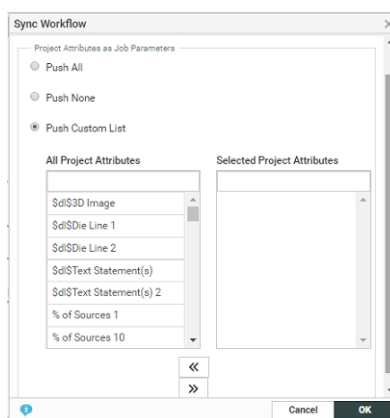 Sync Workflow
Project Attributes as Job Parameters
Push All
Push None
Push Custom List
All Project Attributes Selected Project Attributes
$dl$3D Image
$dl$Die Line 1
$dl$Die Line 2
$dl$Text Statement(s)
$dl$Text Statement(s) 2
% of Sources 1
% of Sources 10
Cancel OK